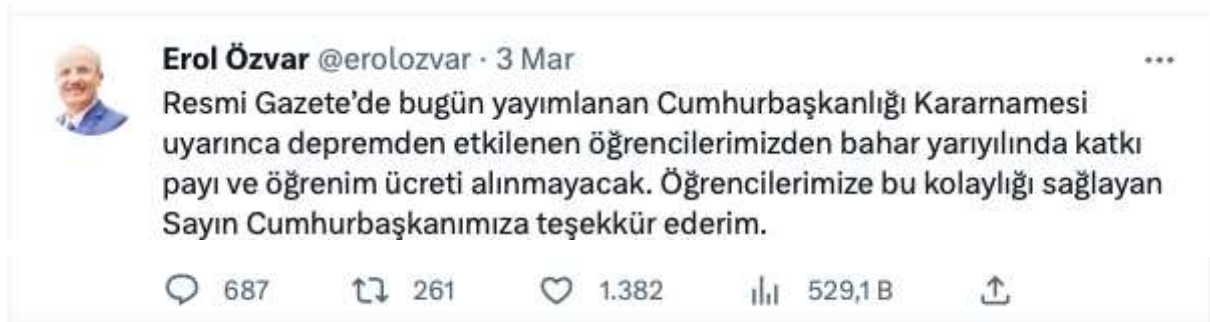 Erol Özvar @erolozvar · 3 Mar
Resmi Gazete’de bugün yayımlanan Cumhurbaşkanlığı Kararnamesi
uyarınca depremden etkilenen öğrencilerimizden bahar yarıyılında katkı
payı ve öğrenim ücreti alınmayacak. Öğrencilerimize bu kolaylığı sağlayan
Sayın Cumhurbaşkanımıza teşekkür ederim.
687 261 1.382 529,1 B